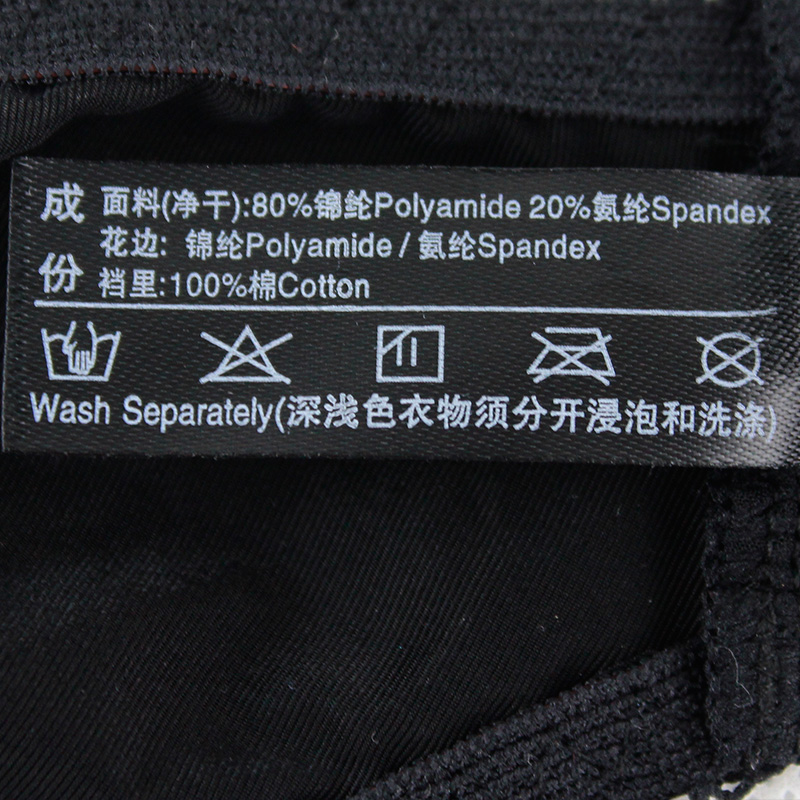 成份
面料(净干):80%锦纶Polyamide 20%氨纶Spandex
花边: 锦纶Polyamide / 氨纶Spandex
裆里:100%棉Cotton
Wash Separately(深浅色衣物须分开浸泡和洗涤)